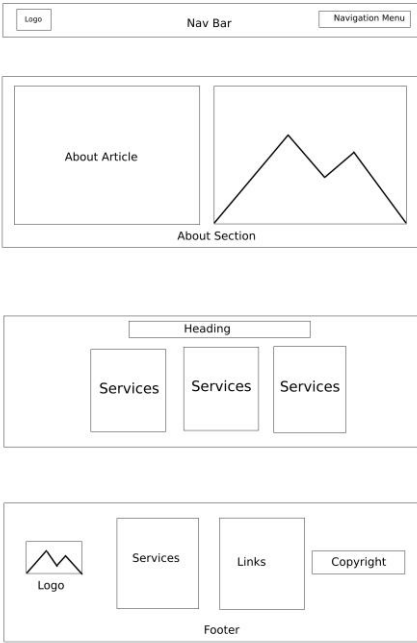 Logo
Nav Bar
Navigation Menu
About Article
About Section
Heading
Services
Services
Services
Logo
Services
Links
Copyright
Footer